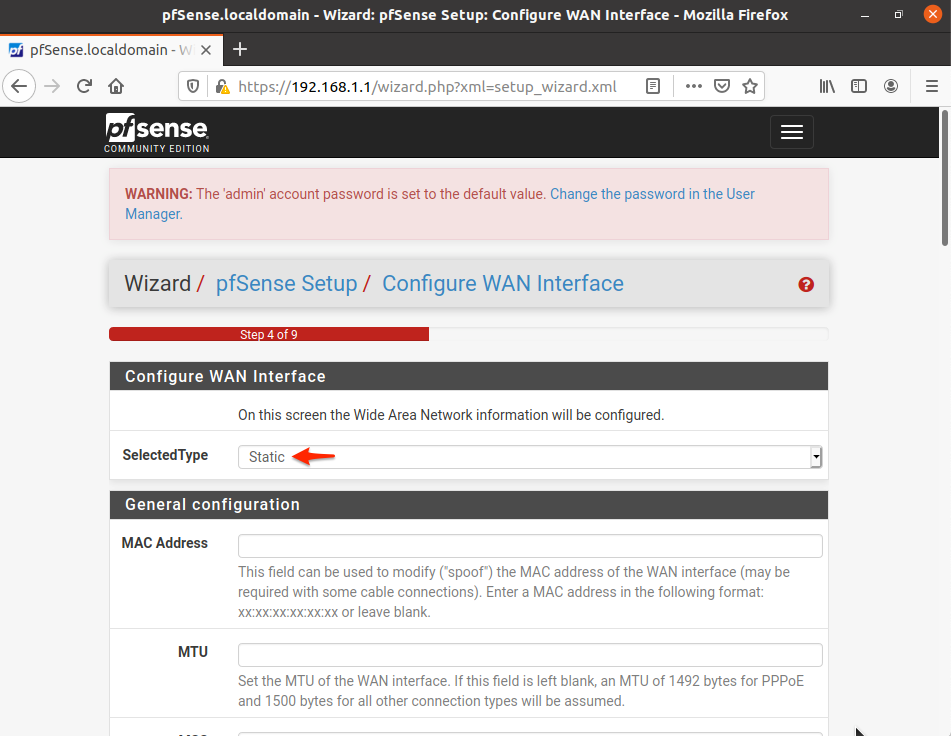 pfSense.localdomain - Wizard: pfSense Setup: Configure WAN Interface - Mozilla Firefox
pfSense.localdomain - W
https://192.168.1.1/wizard.php?xml=setup_wizard.xml
pfsense
COMMUNITY EDITION
WARNING: The 'admin' account password is set to the default value. Change the password in the User
Manager.
Wizard / pfSense Setup / Configure WAN Interface
Step 4 of 9
Configure WAN Interface
On this screen the Wide Area Network information will be configured.
SelectedType
Static
General configuration
MAC Address
This field can be used to modify ("spoof") the MAC address of the WAN interface (may be
required with some cable connections). Enter a MAC address in the following format:
xx:xx:xx:xx:xx:xx or leave blank.
MTU
Set the MTU of the WAN interface. If this field is left blank, an MTU of 1492 bytes for PPPoE
and 1500 bytes for all other connection types will be assumed.